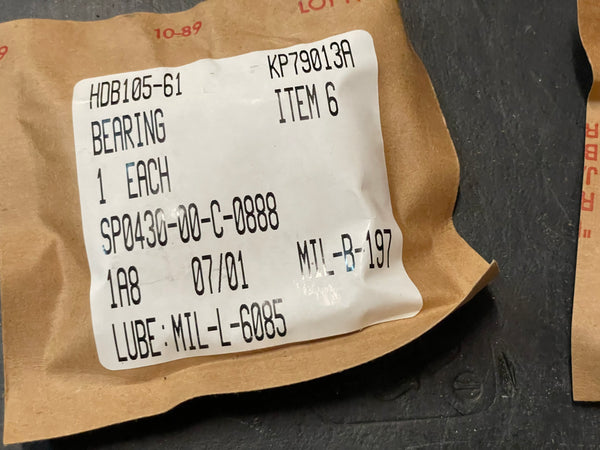 10-89
LOT
HDB105-61 KP79013A
BEARING ITEM 6
1 EACH
SP0430-00-C-0888
1A8 07/01 MIL-B-197
LUBE: MIL-L-6085